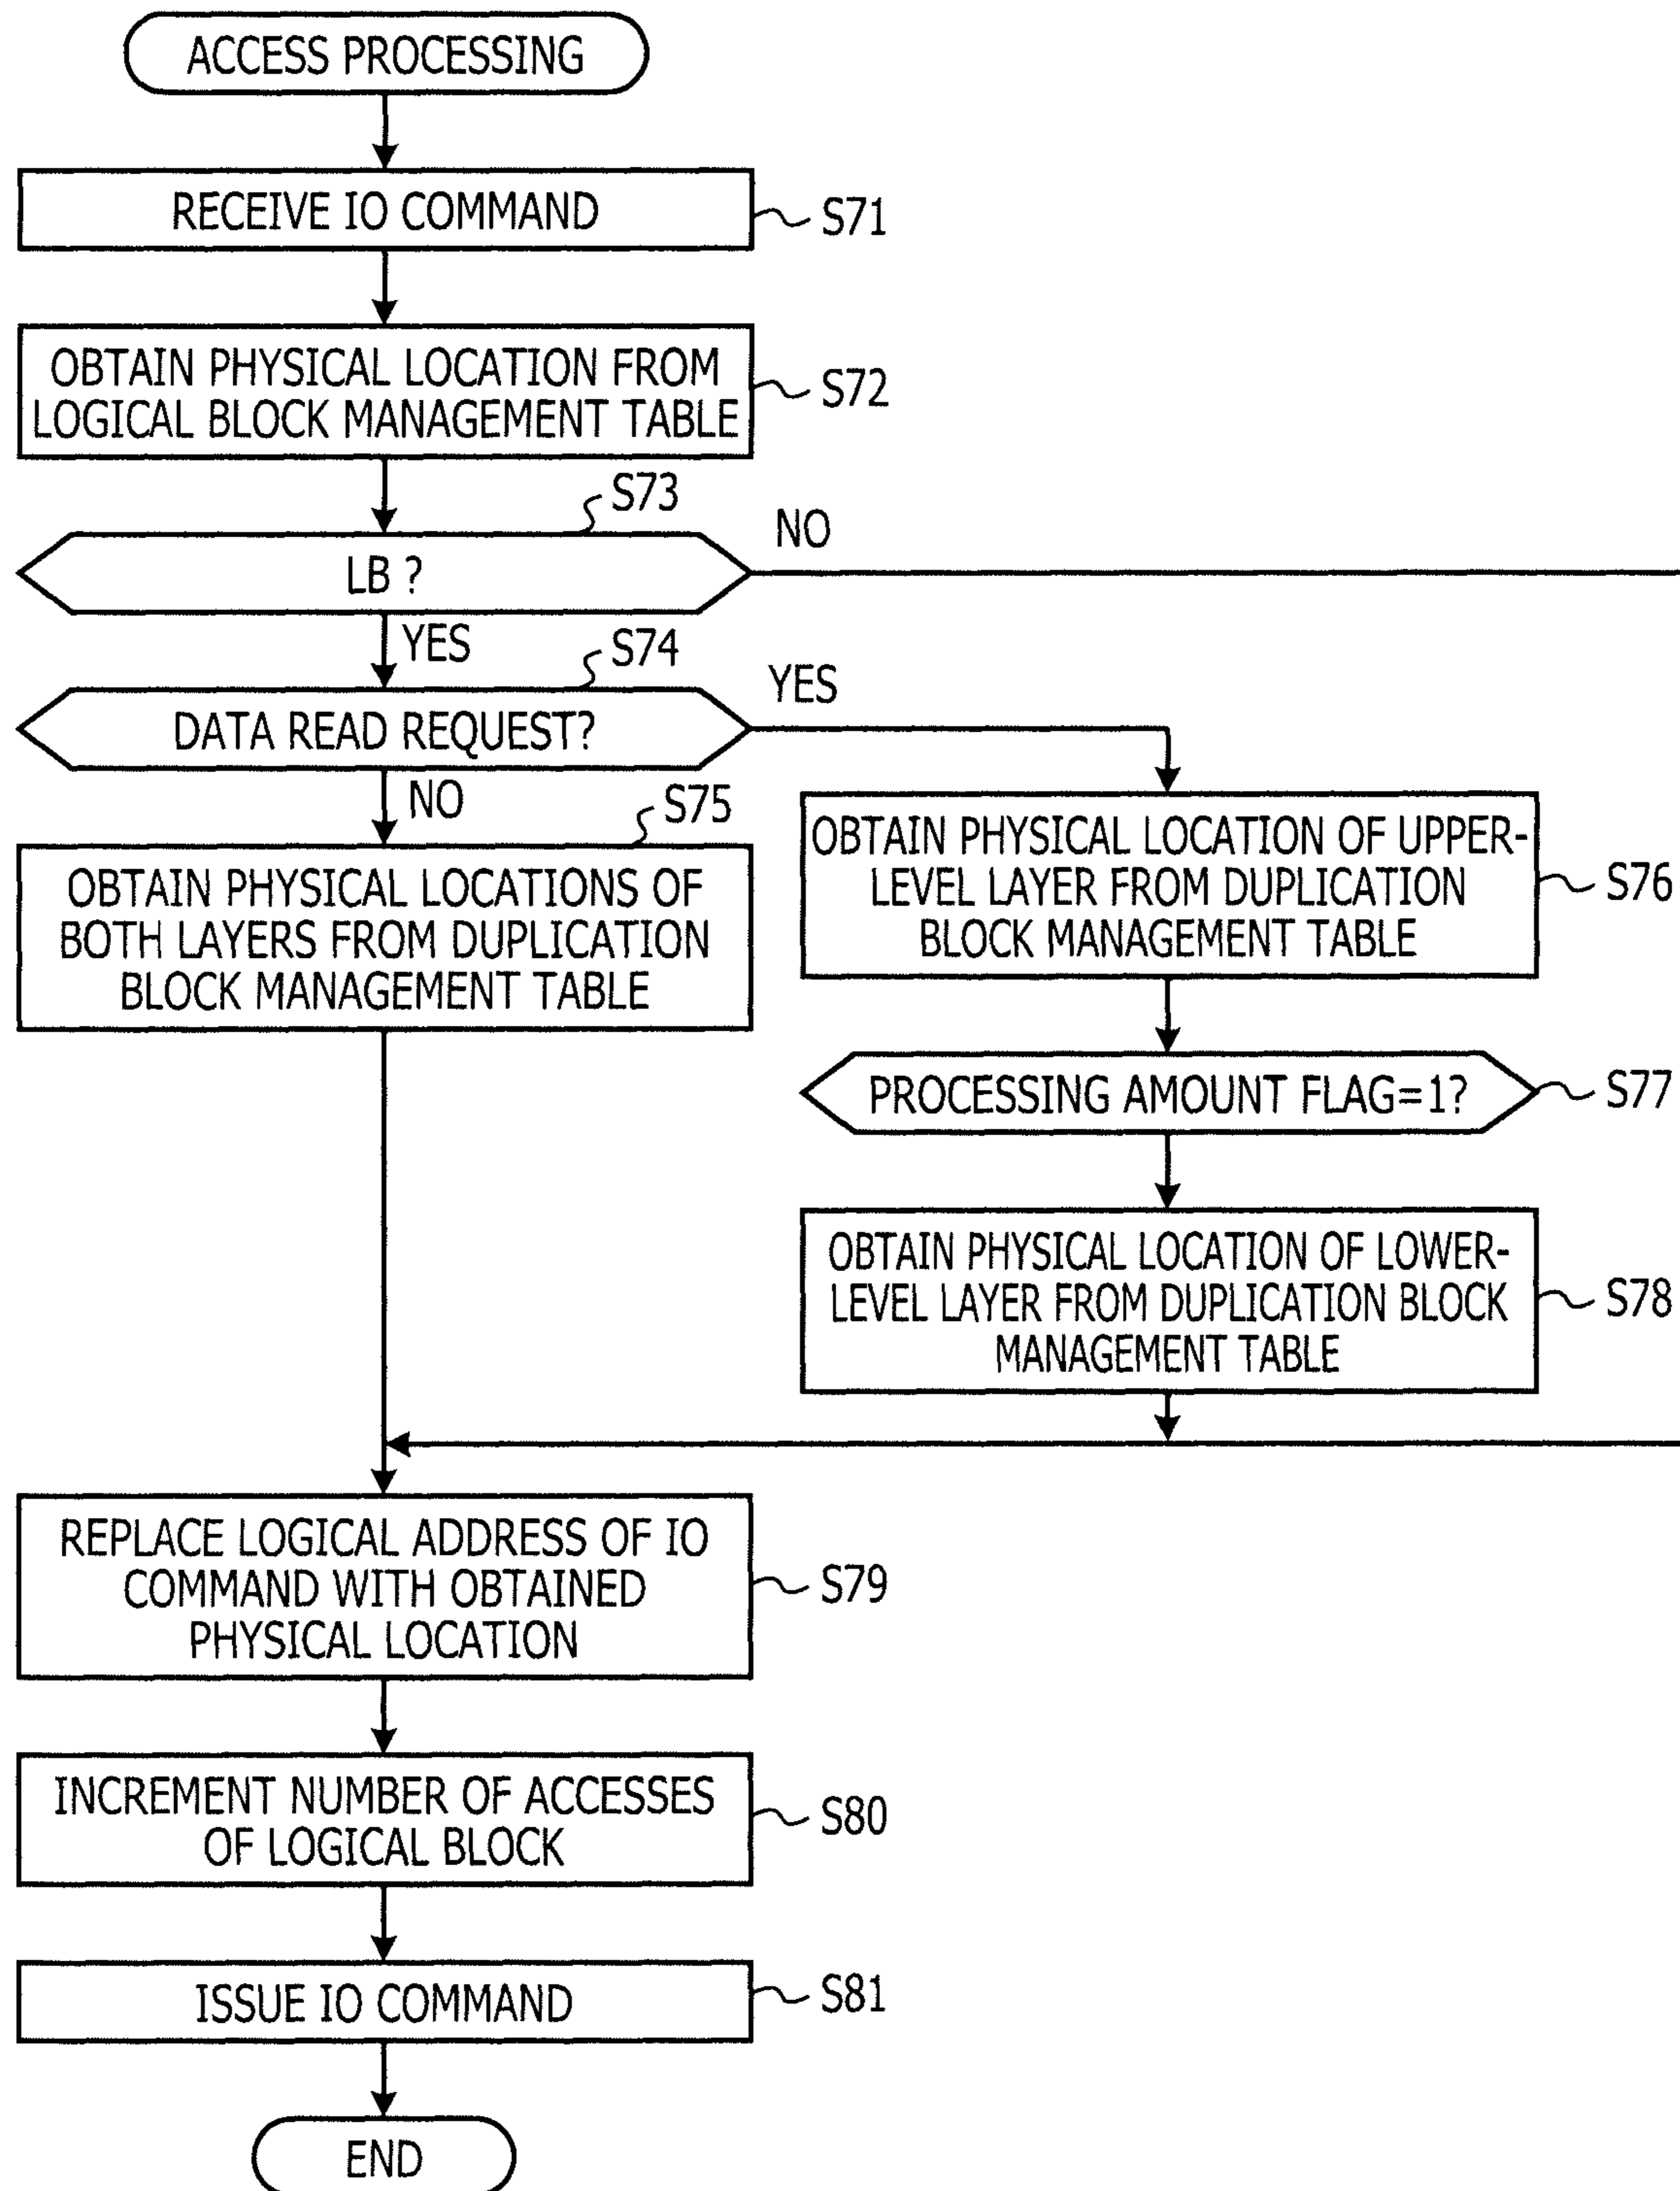 ACCESS PROCESSING
RECEIVE IO COMMAND
S71
OBTAIN PHYSICAL LOCATION FROM
LOGICAL BLOCK MANAGEMENT TABLE
S72
S73
LB ?
NO
YES
S74
DATA READ REQUEST?
YES
NO
S75
OBTAIN PHYSICAL LOCATIONS OF
BOTH LAYERS FROM DUPLICATION
BLOCK MANAGEMENT TABLE
OBTAIN PHYSICAL LOCATION OF UPPER-
LEVEL LAYER FROM DUPLICATION
BLOCK MANAGEMENT TABLE
S76
PROCESSING AMOUNT FLAG=1?
S77
OBTAIN PHYSICAL LOCATION OF LOWER-
LEVEL LAYER FROM DUPLICATION BLOCK
MANAGEMENT TABLE
S78
REPLACE LOGICAL ADDRESS OF IO
COMMAND WITH OBTAINED
PHYSICAL LOCATION
S79
INCREMENT NUMBER OF ACCESSES
OF LOGICAL BLOCK
S80
ISSUE IO COMMAND
S81
END